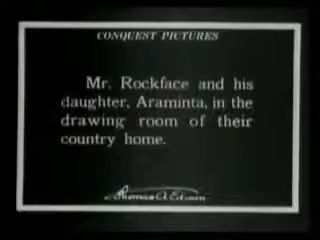 CONQUEST PICTURES
Mr. Rockface and his
daughter, Araminta, in the
drawing room of their
country home.
Thomas A Edison